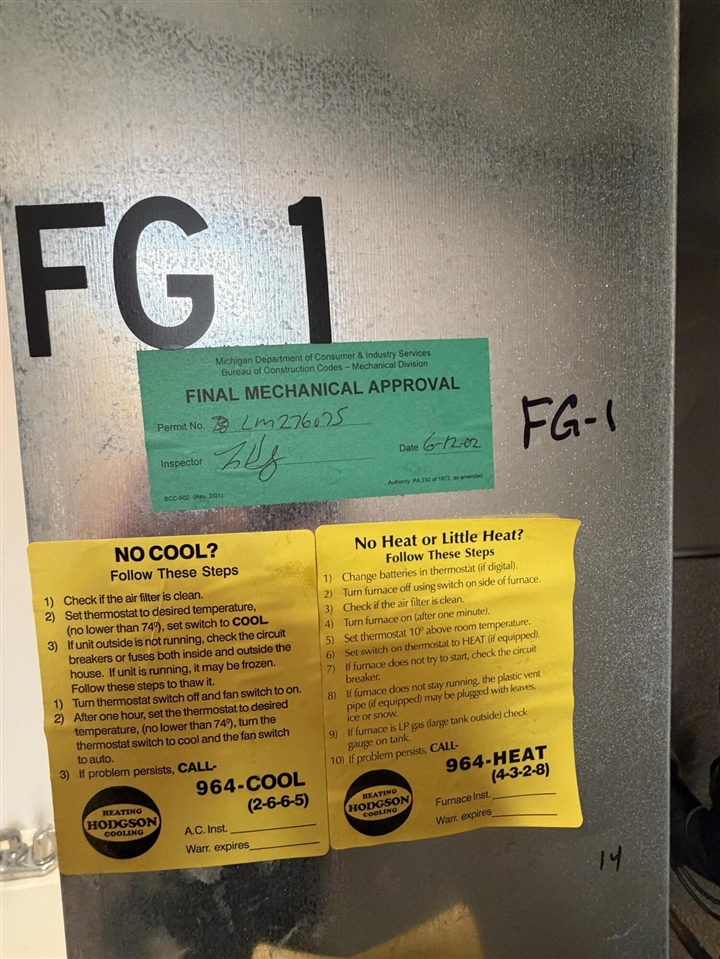 FG 1
Michigan Department of Consumer & Industry Services
Bureau of Construction Codes – Mechanical Division
FINAL MECHANICAL APPROVAL
Permit No. LM276075
Inspector
Date 6-12-02
BCC-502 (Rev. 2/01)
Authority: PA 230 of 1972, as amended
FG-1
NO COOL?
Follow These Steps
1) Check if the air filter is clean.
2) Set thermostat to desired temperature,
(no lower than 74º), set switch to COOL
3) If unit outside is not running, check the circuit
breakers or fuses both inside and outside the
house. If unit is running, it may be frozen.
Follow these steps to thaw it.
1) Turn thermostat switch off and fan switch to on.
2) After one hour, set the thermostat to desired
temperature, (no lower than 74º), turn the
thermostat switch to cool and the fan switch
to auto.
3) If problem persists, CALL-
964-COOL
(2-6-6-5)
HEATING
HODGSON
COOLING
A.C. Inst.
Warr. expires
No Heat or Little Heat?
Follow These Steps
1) Change batteries in thermostat (if digital).
2) Turn furnace off using switch on side of furnace.
3) Check if the air filter is clean.
4) Turn furnace on (after one minute).
5) Set thermostat 10º above room temperature.
6) Set switch on thermostat to HEAT (if equipped).
7) If furnace does not try to start, check the circuit
breaker.
8) If furnace does not stay running, the plastic vent
pipe (if equipped) may be plugged with leaves,
ice or snow.
9) If furnace is LP gas (large tank outside) check
gauge on tank.
10) If problem persists, CALL-
964-HEAT
(4-3-2-8)
HEATING
HODGSON
COOLING
Furnace Inst.
Warr. expires
14